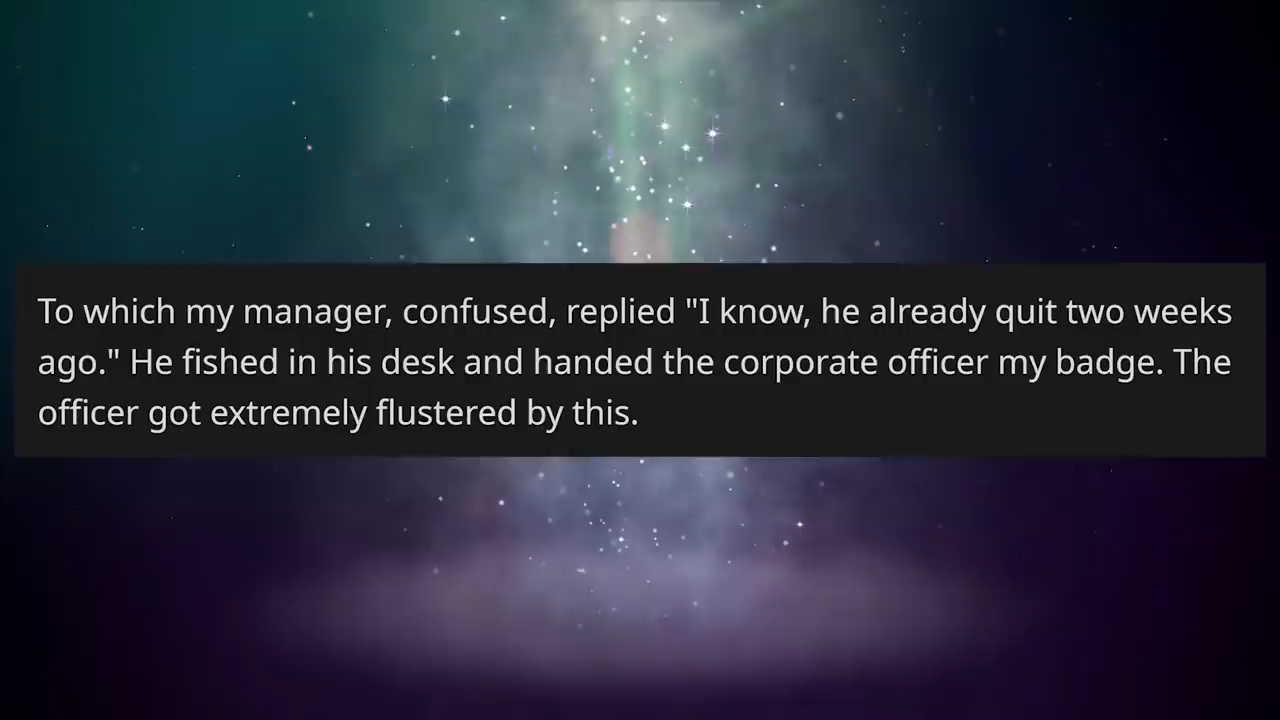 To which my manager, confused, replied "I know, he already quit two weeks
ago." He fished in his desk and handed the corporate officer my badge. The
officer got extremely flustered by this.